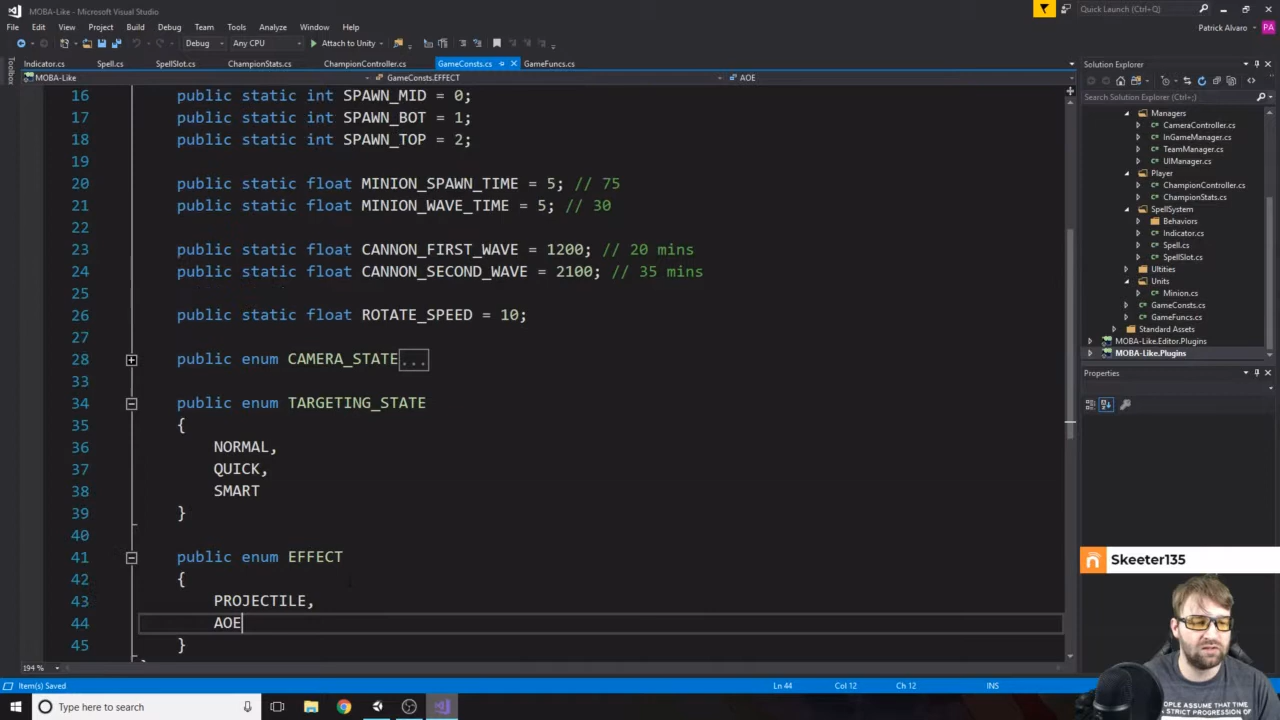 MOBA-Like - Microsoft Visual Studio
Quick Launch (Ctrl+Q)
File Edit View Project Build Debug Team Tools Analyze Window Help
Patrick Alvaro PA
Debug Any CPU Attach to Unity
Toolbox
Indicator.cs Spell.cs SpellSlot.cs ChampionStats.cs ChampionController.cs GameConsts.cs GameFuncs.cs
MOBA-Like GameConsts.EFFECT AOE
16 public static int SPAWN_MID = 0;
17 public static int SPAWN_BOT = 1;
18 public static int SPAWN_TOP = 2;
19
20 public static float MINION_SPAWN_TIME = 5; // 75
21 public static float MINION_WAVE_TIME = 5; // 30
22
23 public static float CANNON_FIRST_WAVE = 1200; // 20 mins
24 public static float CANNON_SECOND_WAVE = 2100; // 35 mins
25
26 public static float ROTATE_SPEED = 10;
27
28 public enum CAMERA_STATE...
33
34 public enum TARGETING_STATE
35 {
36 NORMAL,
37 QUICK,
38 SMART
39 }
40
41 public enum EFFECT
42 {
43 PROJECTILE,
44 AOE
45 }
194 %
Solution Explorer
Search Solution Explorer (Ctrl+;)
Managers
CameraController.cs
InGameManager.cs
TeamManager.cs
UIManager.cs
Player
ChampionController.cs
ChampionStats.cs
SpellSystem
Behaviors
Indicator.cs
Spell.cs
SpellSlot.cs
Ultities
Units
Minion.cs
GameConsts.cs
GameFuncs.cs
Standard Assets
MOBA-Like.Editor.Plugins
MOBA-Like.Plugins
Properties
Skeeter135
Item(s) Saved Ln 44 Col 12 Ch 12 INS
Type here to search
PEOPLE ASSUME THAT TIME
STRICT PROGRESSION OF